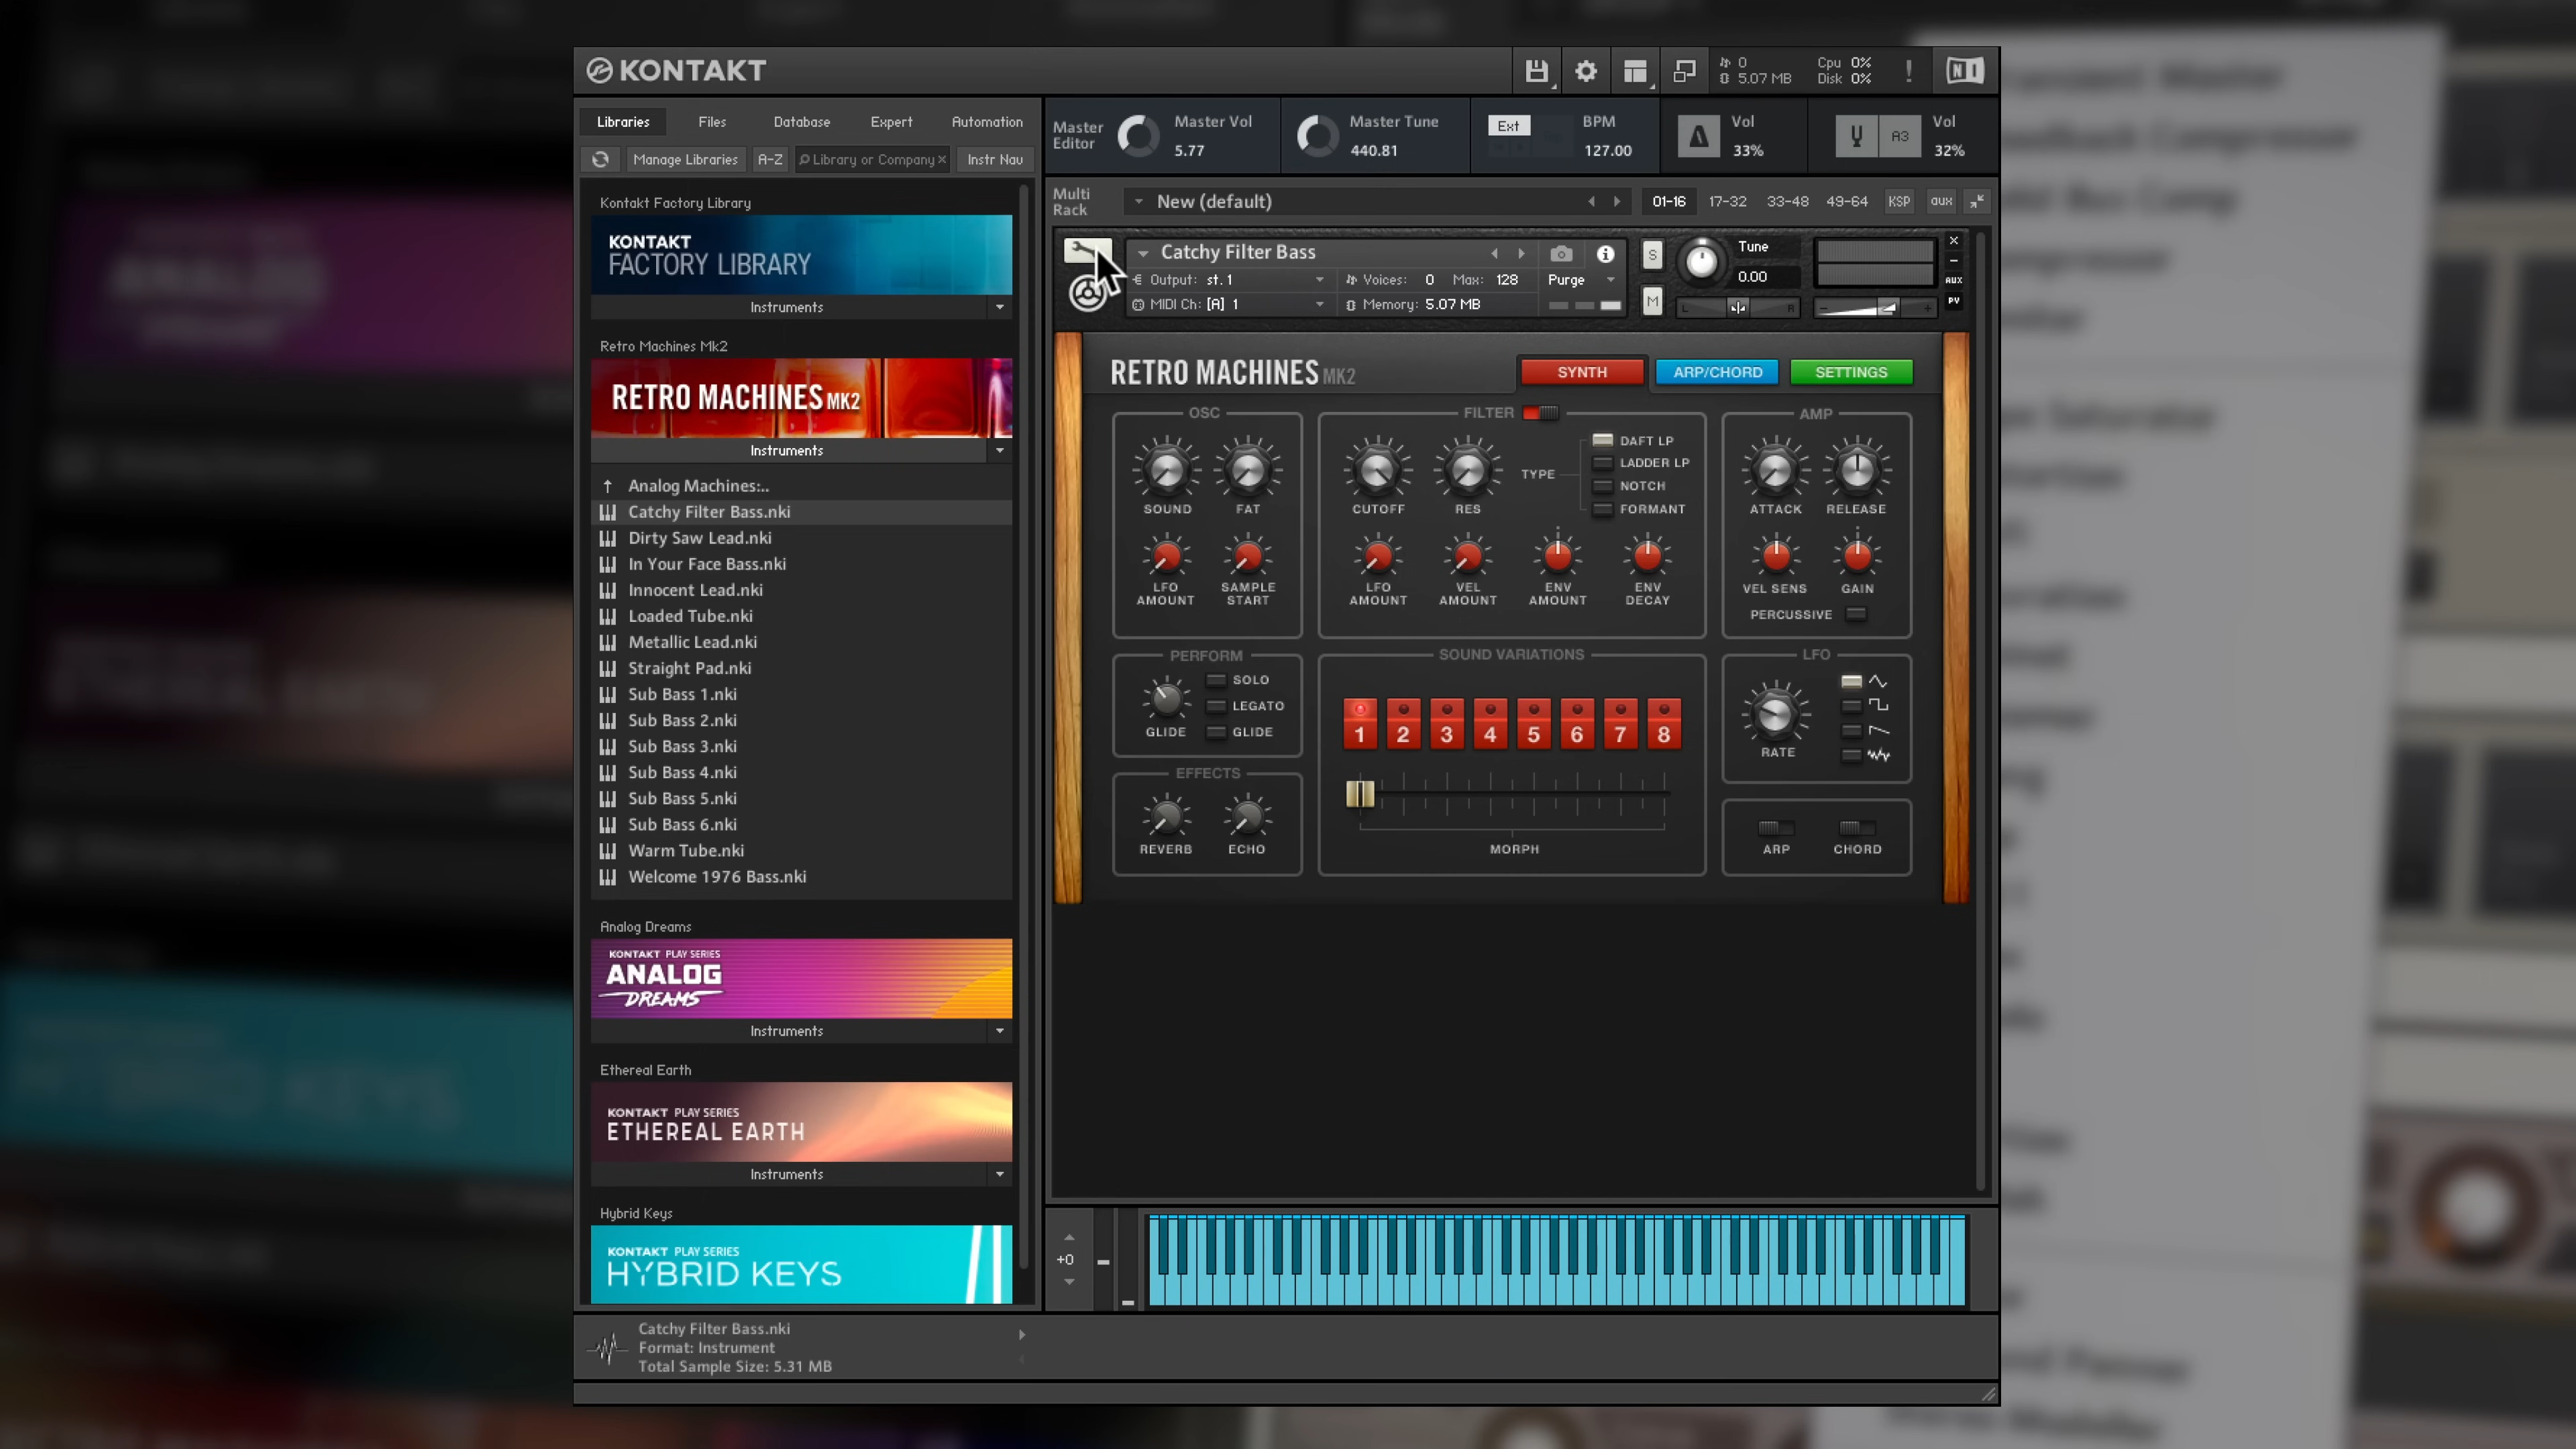 KONTAKT
0
5.07 MB
Cpu 0%
Disk 0%
!
NI
Libraries
Files
Database
Expert
Automation
Manage Libraries
A-Z
Library or Company
Instr Nav
Master Editor
Master Vol
5.77
Master Tune
440.81
Ext
BPM
127.00
Vol
33%
A3
Vol
32%
Multi Rack
New (default)
01-16
17-32
33-48
49-64
KSP
aux
Kontakt Factory Library
KONTAKT
FACTORY LIBRARY
Instruments
Retro Machines Mk2
RETRO MACHINES MK2
Instruments
Analog Machines:..
Catchy Filter Bass.nki
Dirty Saw Lead.nki
In Your Face Bass.nki
Innocent Lead.nki
Loaded Tube.nki
Metallic Lead.nki
Straight Pad.nki
Sub Bass 1.nki
Sub Bass 2.nki
Sub Bass 3.nki
Sub Bass 4.nki
Sub Bass 5.nki
Sub Bass 6.nki
Warm Tube.nki
Welcome 1976 Bass.nki
Analog Dreams
KONTAKT PLAY SERIES
ANALOG
DREAMS
Instruments
Ethereal Earth
KONTAKT PLAY SERIES
ETHEREAL EARTH
Instruments
Hybrid Keys
KONTAKT PLAY SERIES
HYBRID KEYS
Catchy Filter Bass
Output: st.1
Voices: 0 Max: 128
Purge
MIDI Ch: [A] 1
Memory: 5.07 MB
S
M
Tune
0.00
L
R
X
AUX
PV
RETRO MACHINES MK2
SYNTH
ARP/CHORD
SETTINGS
OSC
SOUND
FAT
LFO AMOUNT
SAMPLE START
FILTER
CUTOFF
RES
TYPE
DAFT LP
LADDER LP
NOTCH
FORMANT
LFO AMOUNT
VEL AMOUNT
ENV AMOUNT
ENV DECAY
AMP
ATTACK
RELEASE
VEL SENS
GAIN
PERCUSSIVE
PERFORM
GLIDE
SOLO
LEGATO
GLIDE
SOUND VARIATIONS
1 2 3 4 5 6 7 8
MORPH
LFO
RATE
EFFECTS
REVERB
ECHO
ARP
CHORD
+0
Catchy Filter Bass.nki
Format: Instrument
Total Sample Size: 5.31 MB